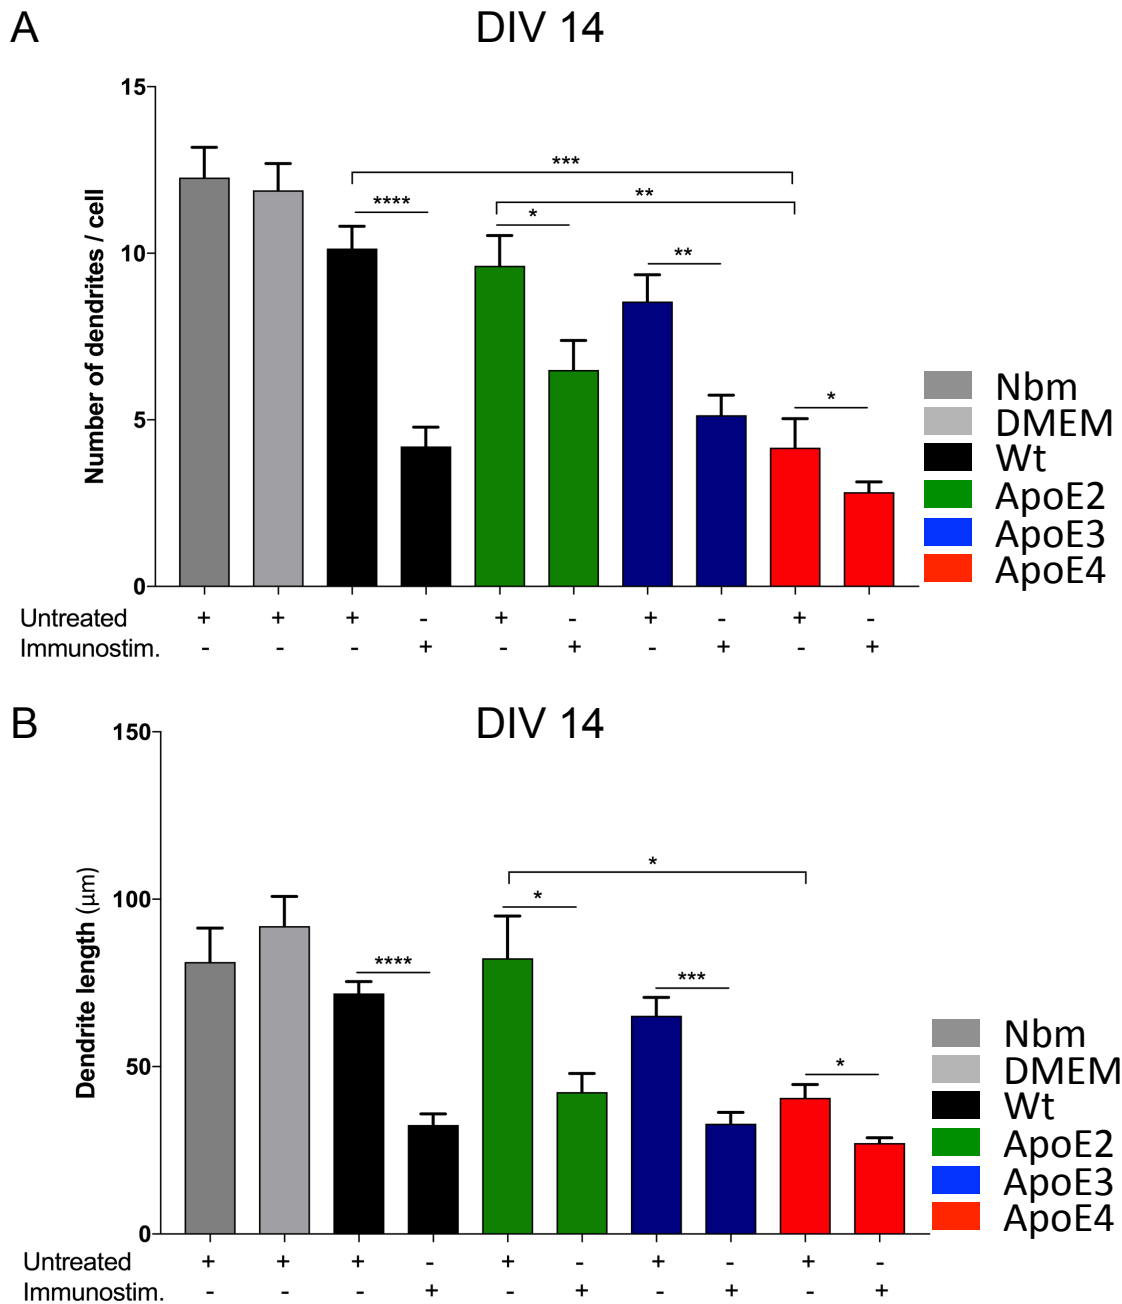 A
DIV 14
15
10
5
0
Number of dendrites / cell
***
**
****
*
**
*
Nbm
DMEM
Wt
ApoE2
ApoE3
ApoE4
Untreated + + + - + - + - + -
Immunostim. - - - + - + - + - +
B
DIV 14
150
100
50
0
Dendrite length (μm)
*
*
****
***
*
Nbm
DMEM
Wt
ApoE2
ApoE3
ApoE4
Untreated + + + - + - + - + -
Immunostim. - - - + - + - + - +